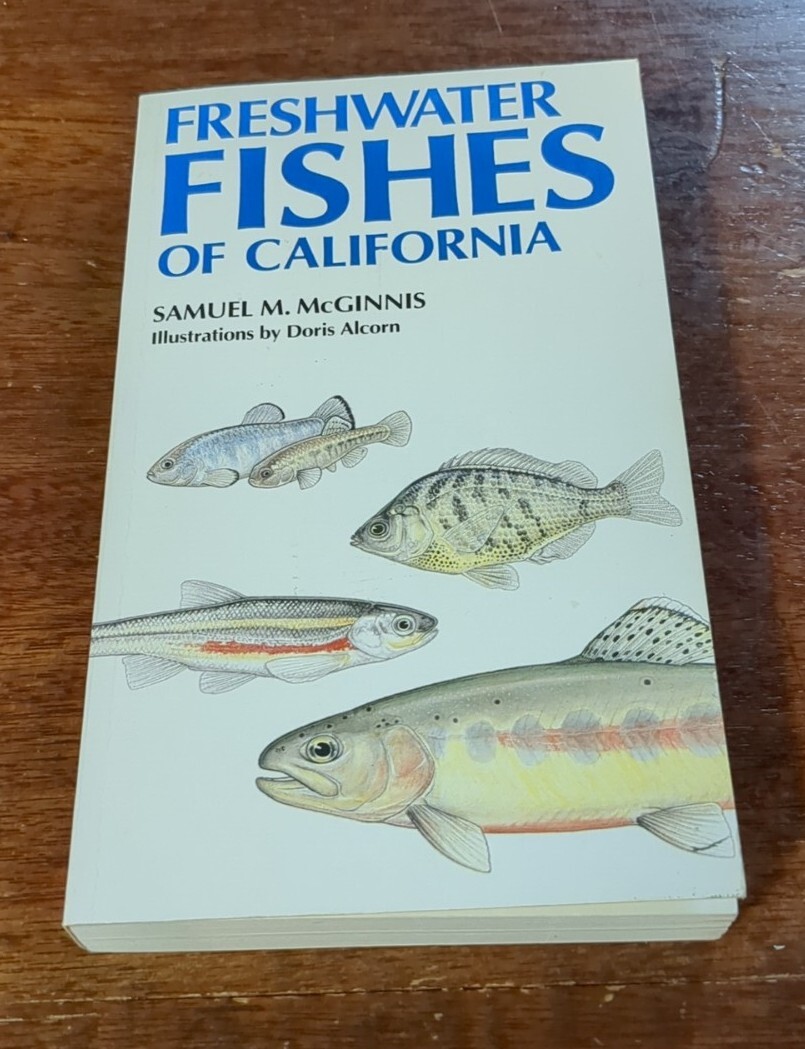 FRESHWATER
FISHES
OF CALIFORNIA
SAMUEL M. McGINNIS
Illustrations by Doris Alcorn